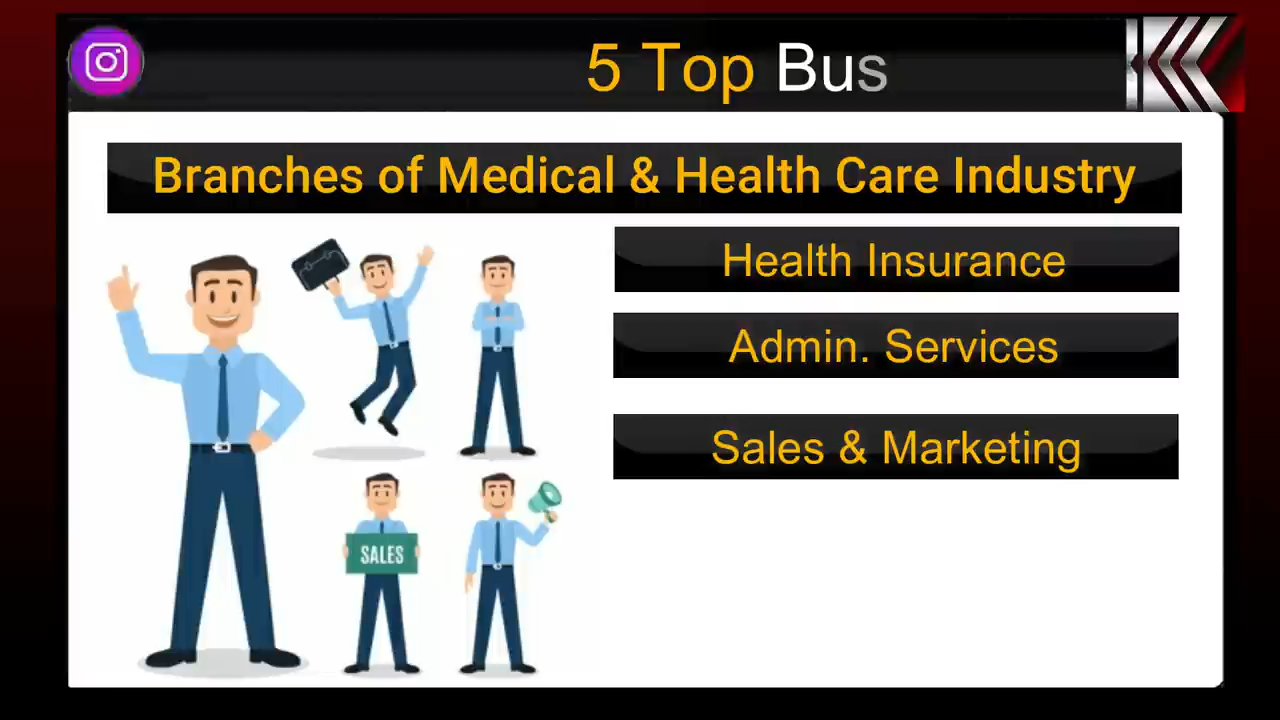 5 Top Bus
Branches of Medical & Health Care Industry
Health Insurance
Admin. Services
Sales & Marketing
SALES